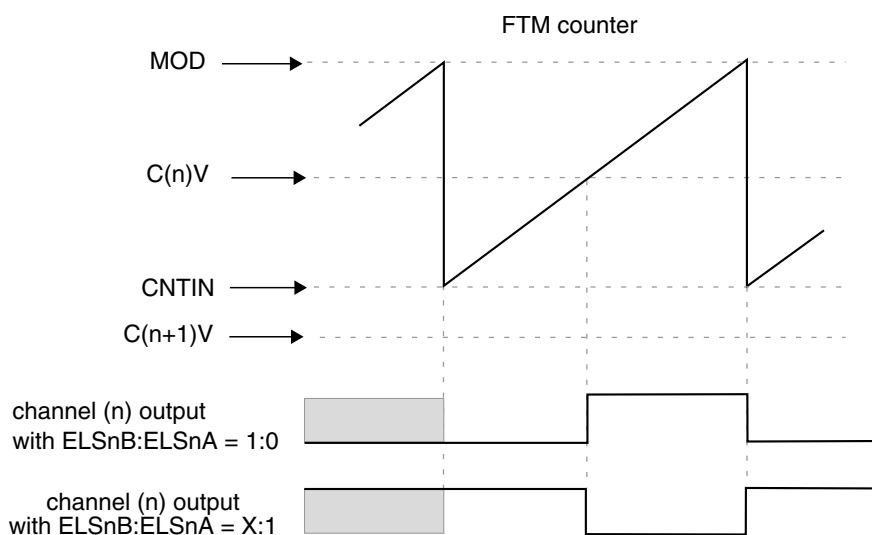 FTM counter
MOD
C(n)V
CNTIN
C(n+1)V
channel (n) output
with ELSnB:ELSnA = 1:0
channel (n) output
with ELSnB:ELSnA = X:1